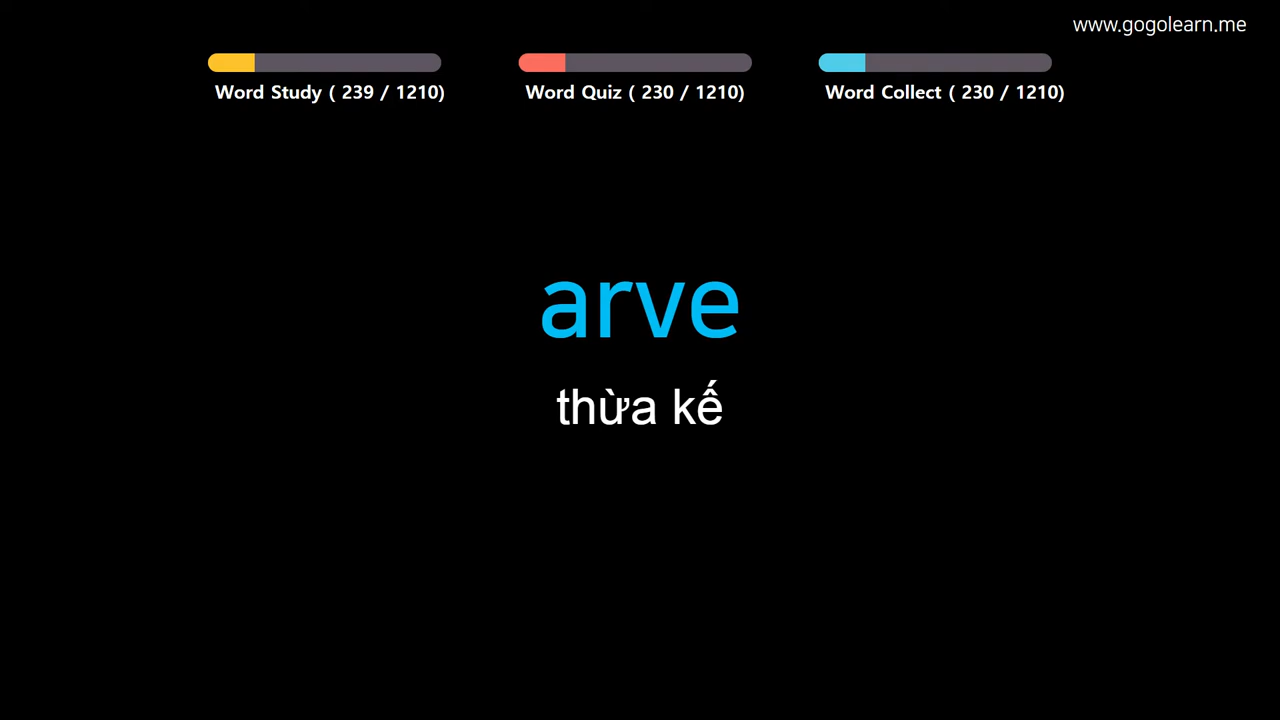 www.gogolearn.me
Word Study ( 239 / 1210)
Word Quiz ( 230 / 1210)
Word Collect ( 230 / 1210)
arve
thừa kế